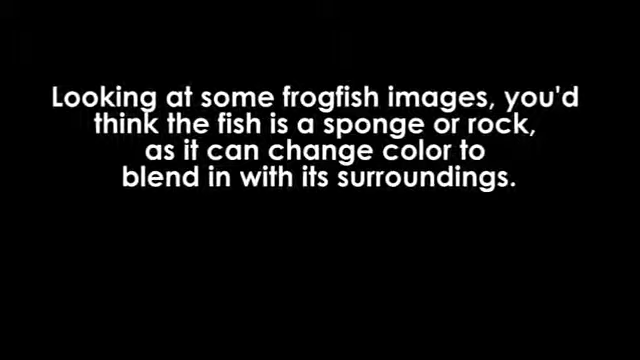 Looking at some frogfish images, you'd
think the fish is a sponge or rock,
as it can change color to
blend in with its surroundings.